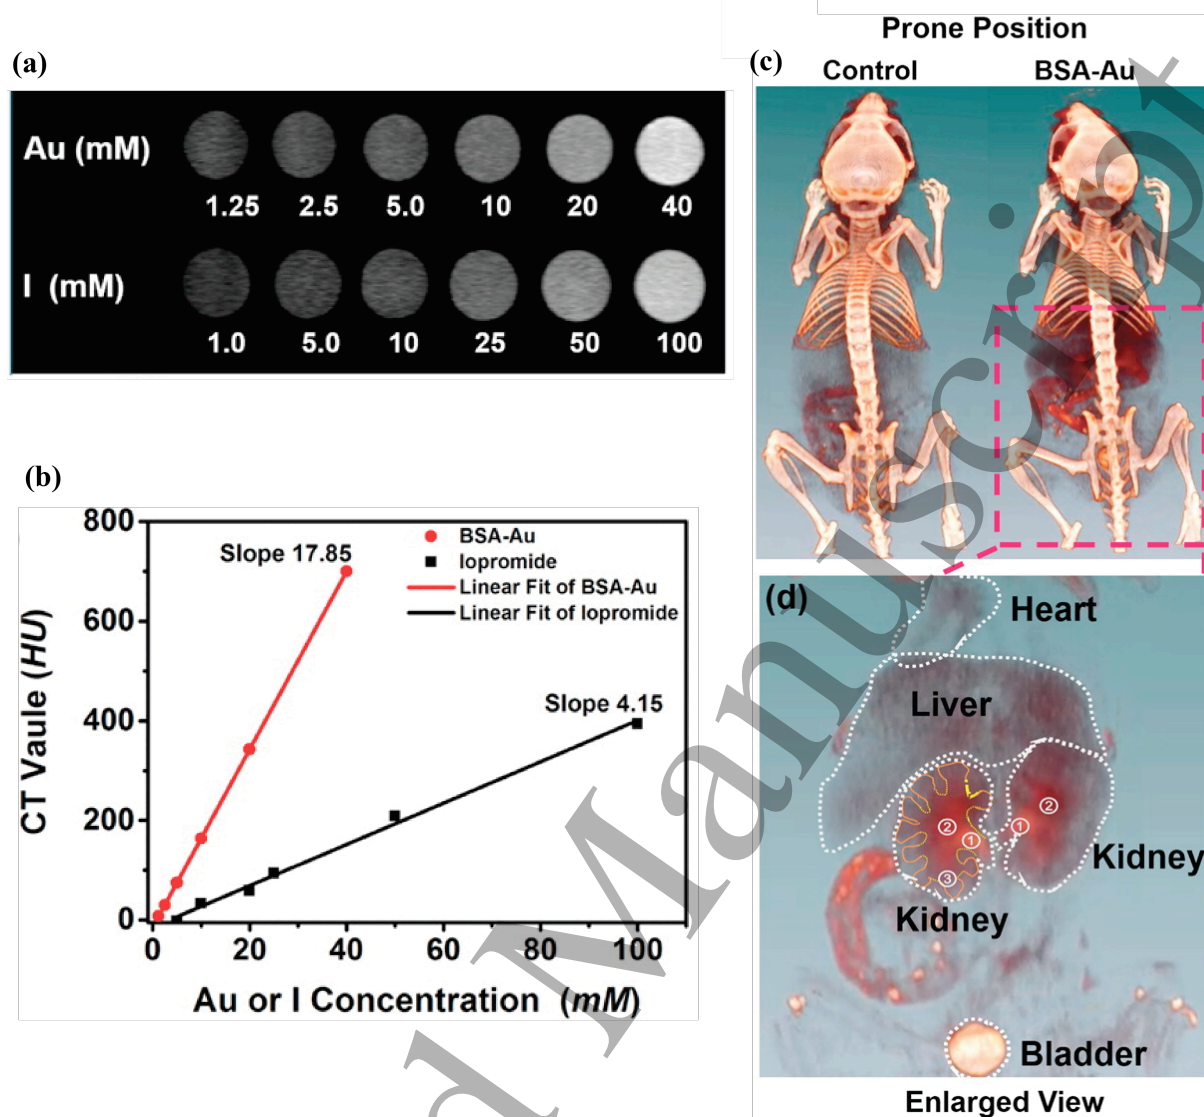 (a)
Au (mM)
1.25 2.5 5.0 10 20 40
I (mM)
1.0 5.0 10 25 50 100
(b)
800
600
400
200
0
0 20 40 60 80 100
CT Vaule (HU)
Au or I Concentration (mM)
Slope 17.85
BSA-Au
Iopromide
Linear Fit of BSA-Au
Linear Fit of Iopromide
Slope 4.15
Prone Position
(c)
Control BSA-Au
(d)
Heart
Liver
2
1
3
1
2
Kidney
Kidney
Bladder
Enlarged View
d Manuscript